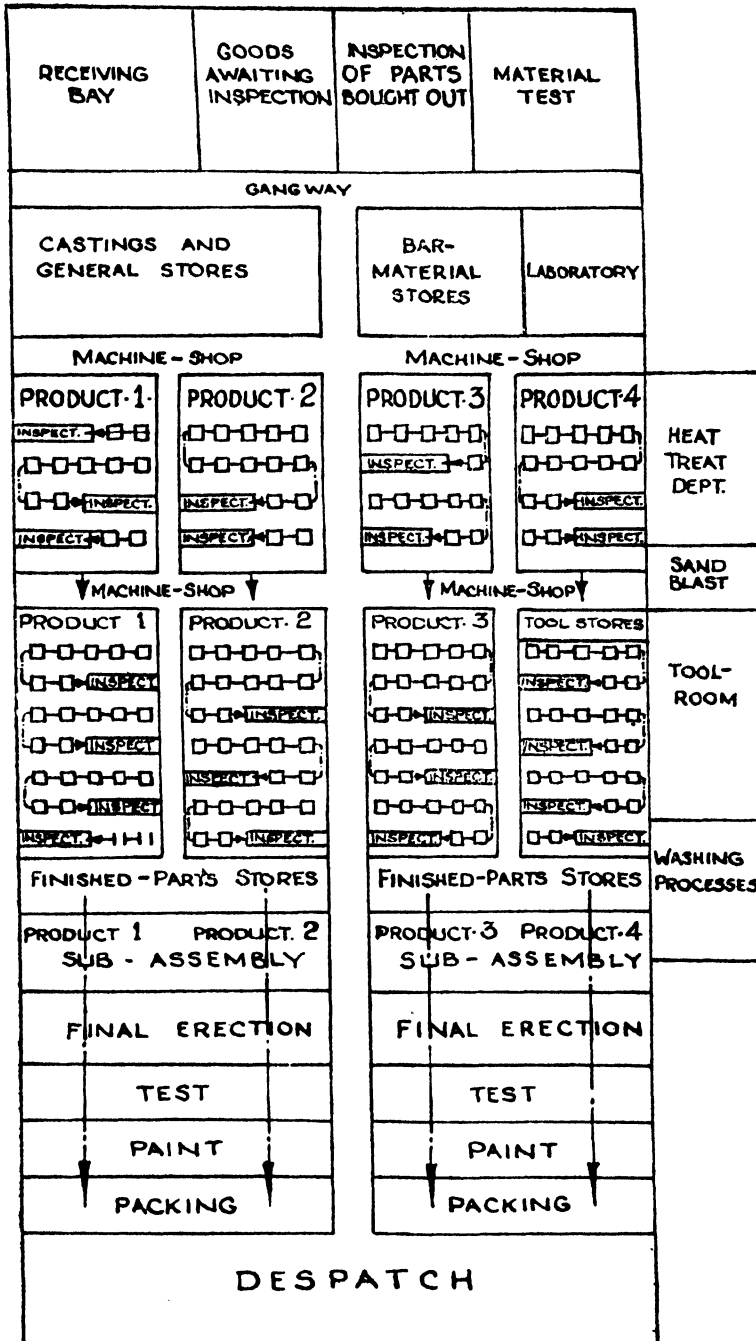 RECEIVING
BAY
GOODS
AWAITING
INSPECTION
INSPECTION
OF PARTS
BOUGHT OUT
MATERIAL
TEST
GANGWAY
CASTINGS AND
GENERAL STORES
BAR-
MATERIAL
STORES
LABORATORY
MACHINE-SHOP
MACHINE-SHOP
PRODUCT·1·
INSPECT.
INSPECT.
INSPECT.
PRODUCT·2
INSPECT.
INSPECT.
PRODUCT·3
INSPECT.
INSPECT.
PRODUCT·4
INSPECT.
INSPECT.
HEAT
TREAT
DEPT.
SAND
BLAST
MACHINE-SHOP
MACHINE-SHOP
PRODUCT 1
INSPECT
INSPECT
INSPECT
INSPECT.
PRODUCT·2
INSPECT.
INSPECT.
INSPECT.
INSPECT.
PRODUCT·3
INSPECT.
INSPECT.
INSPECT.
TOOL STORES
INSPECT.
INSPECT.
INSPECT.
INSPECT.
TOOL-
ROOM
WASHING
PROCESSES
FINISHED-PARTS STORES
FINISHED-PARTS STORES
PRODUCT 1 PRODUCT. 2
SUB-ASSEMBLY
PRODUCT·3 PRODUCT·4
SUB-ASSEMBLY
FINAL ERECTION
FINAL ERECTION
TEST
TEST
PAINT
PAINT
PACKING
PACKING
DESPATCH